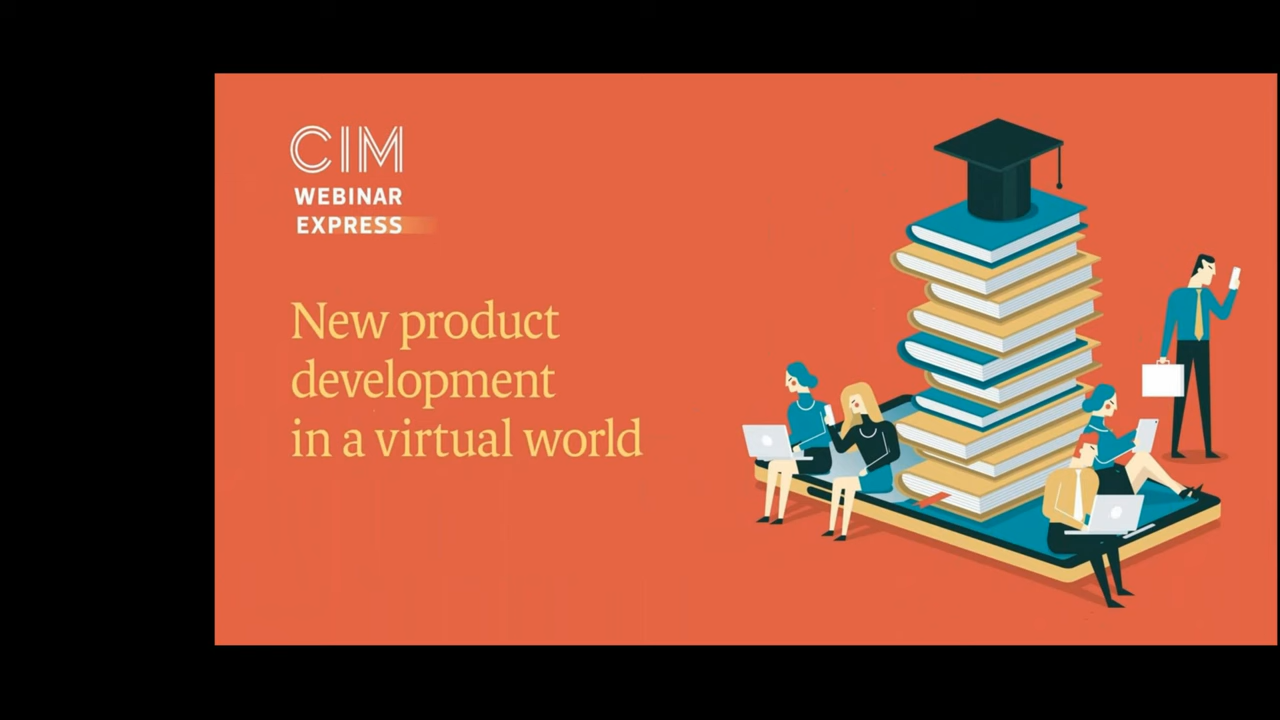 CIM
WEBINAR
EXPRESS
New product
development
in a virtual world